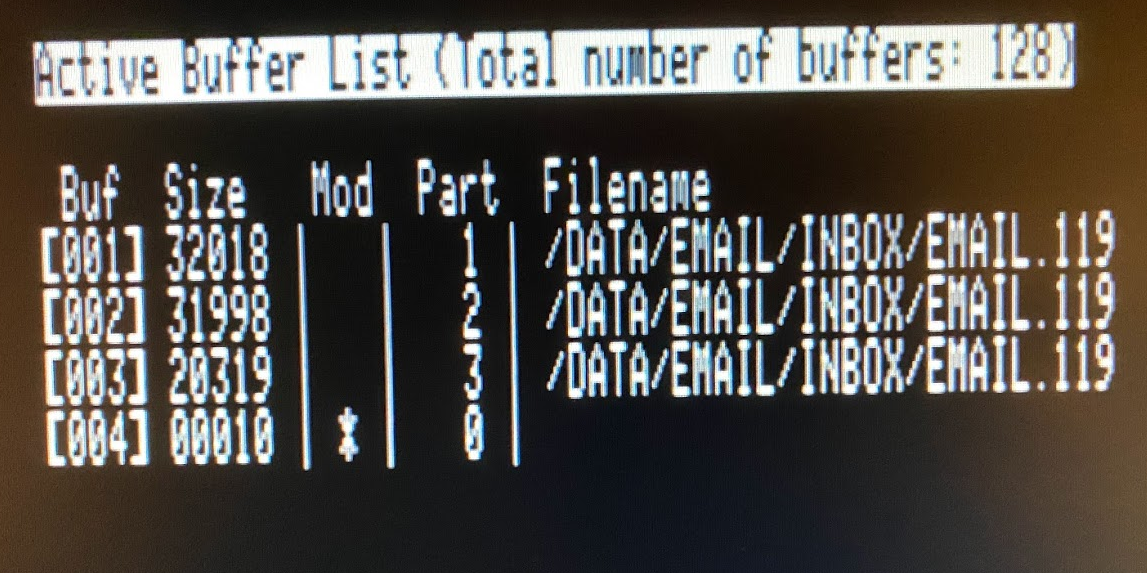 Active Buffer List (Total number of buffers: 128)
Buf Size Mod Part Filename
[001] 32018 | | 1 | /DATA/EMAIL/INBOX/EMAIL.119
[002] 31998 | | 2 | /DATA/EMAIL/INBOX/EMAIL.119
[003] 20319 | | 3 | /DATA/EMAIL/INBOX/EMAIL.119
[004] 00010 | * | 0 |